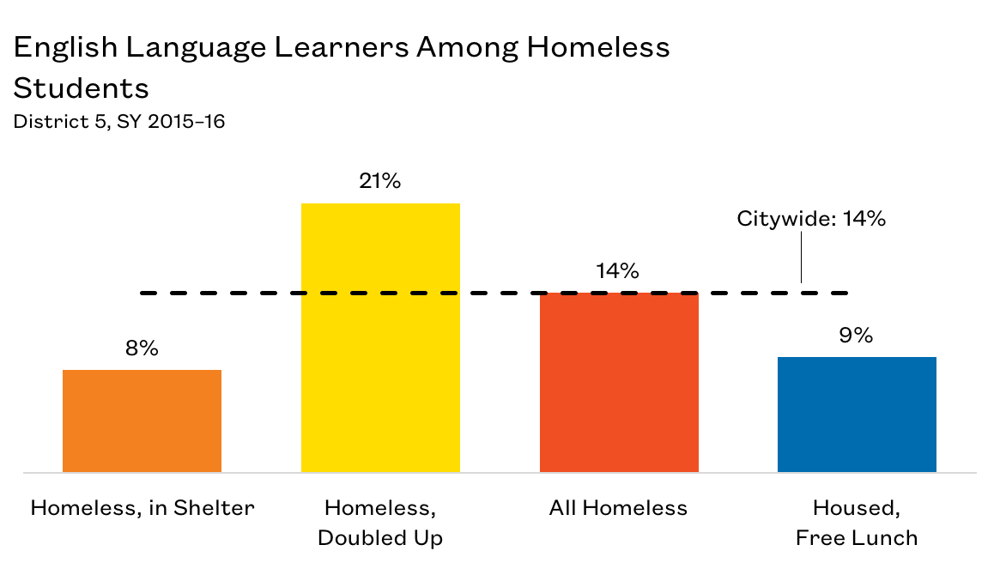 English Language Learners Among Homeless
Students
District 5, SY 2015–16
21%
Citywide: 14%
14%
9%
8%
Homeless, in Shelter
Homeless,
Doubled Up
All Homeless
Housed,
Free Lunch